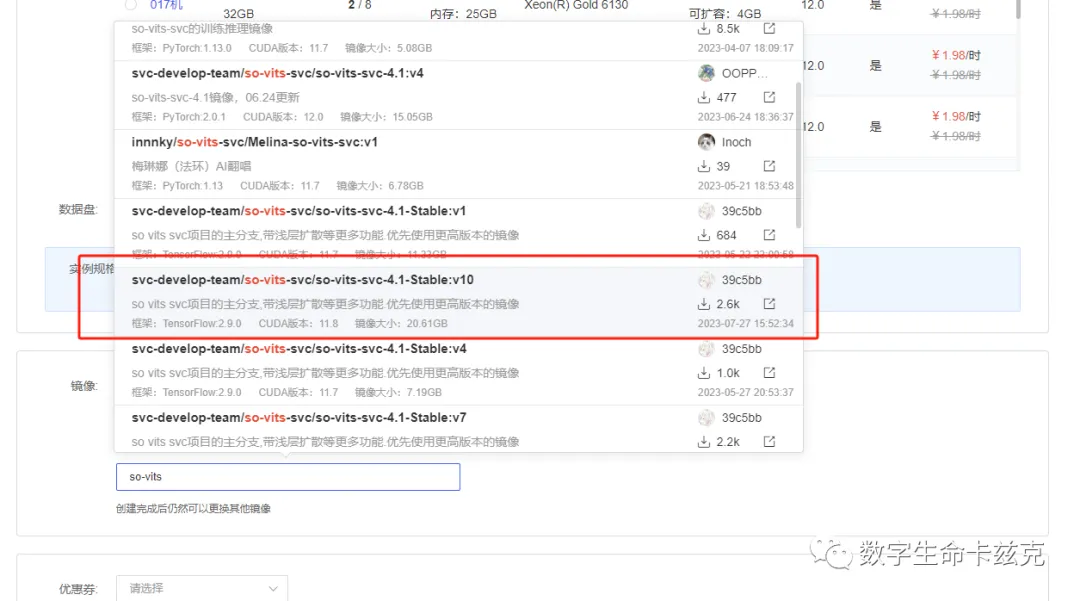 017机
2 / 8
Xeon(R) Gold 6130
12.0
是
￥1.98/时
32GB
内存：25GB
可扩容：4GB
so-vits-svc的训练推理镜像
8.5k
框架：PyTorch:1.13.0 CUDA版本：11.7 镜像大小：5.08GB
2023-04-07 18:09:17
svc-develop-team/so-vits-svc/so-vits-svc-4.1:v4
OOPP...
12.0
是
￥1.98/时
￥1.98/时
so-vits-svc-4.1镜像，06.24更新
477
框架：PyTorch:2.0.1 CUDA版本：12.0 镜像大小：15.05GB
2023-06-24 18:36:37
12.0
是
￥1.98/时
￥1.98/时
innnky/so-vits-svc/Melina-so-vits-svc:v1
Inoch
梅琳娜（法环）AI翻唱
39
框架：PyTorch:1.13 CUDA版本：11.7 镜像大小：6.78GB
2023-05-21 18:53:48
数据盘:
svc-develop-team/so-vits-svc/so-vits-svc-4.1-Stable:v1
39c5bb
so vits svc项目的主分支,带浅层扩散等更多功能.优先使用更高版本的镜像
684
框架：TensorFlow:2.9.0 CUDA版本：11.7 镜像大小：11.33GB
实例规格
svc-develop-team/so-vits-svc/so-vits-svc-4.1-Stable:v10
39c5bb
so vits svc项目的主分支,带浅层扩散等更多功能.优先使用更高版本的镜像
2.6k
框架：TensorFlow:2.9.0 CUDA版本：11.8 镜像大小：20.61GB
2023-07-27 15:52:34
svc-develop-team/so-vits-svc/so-vits-svc-4.1-Stable:v4
39c5bb
so vits svc项目的主分支,带浅层扩散等更多功能.优先使用更高版本的镜像
1.0k
框架：TensorFlow:2.9.0 CUDA版本：11.7 镜像大小：7.19GB
2023-05-27 20:53:37
镜像:
svc-develop-team/so-vits-svc/so-vits-svc-4.1-Stable:v7
39c5bb
so vits svc项目的主分支,带浅层扩散等更多功能.优先使用更高版本的镜像
2.2k
so-vits
创建完成后仍然可以更换其他镜像
数字生命卡兹克
优惠券:
请选择